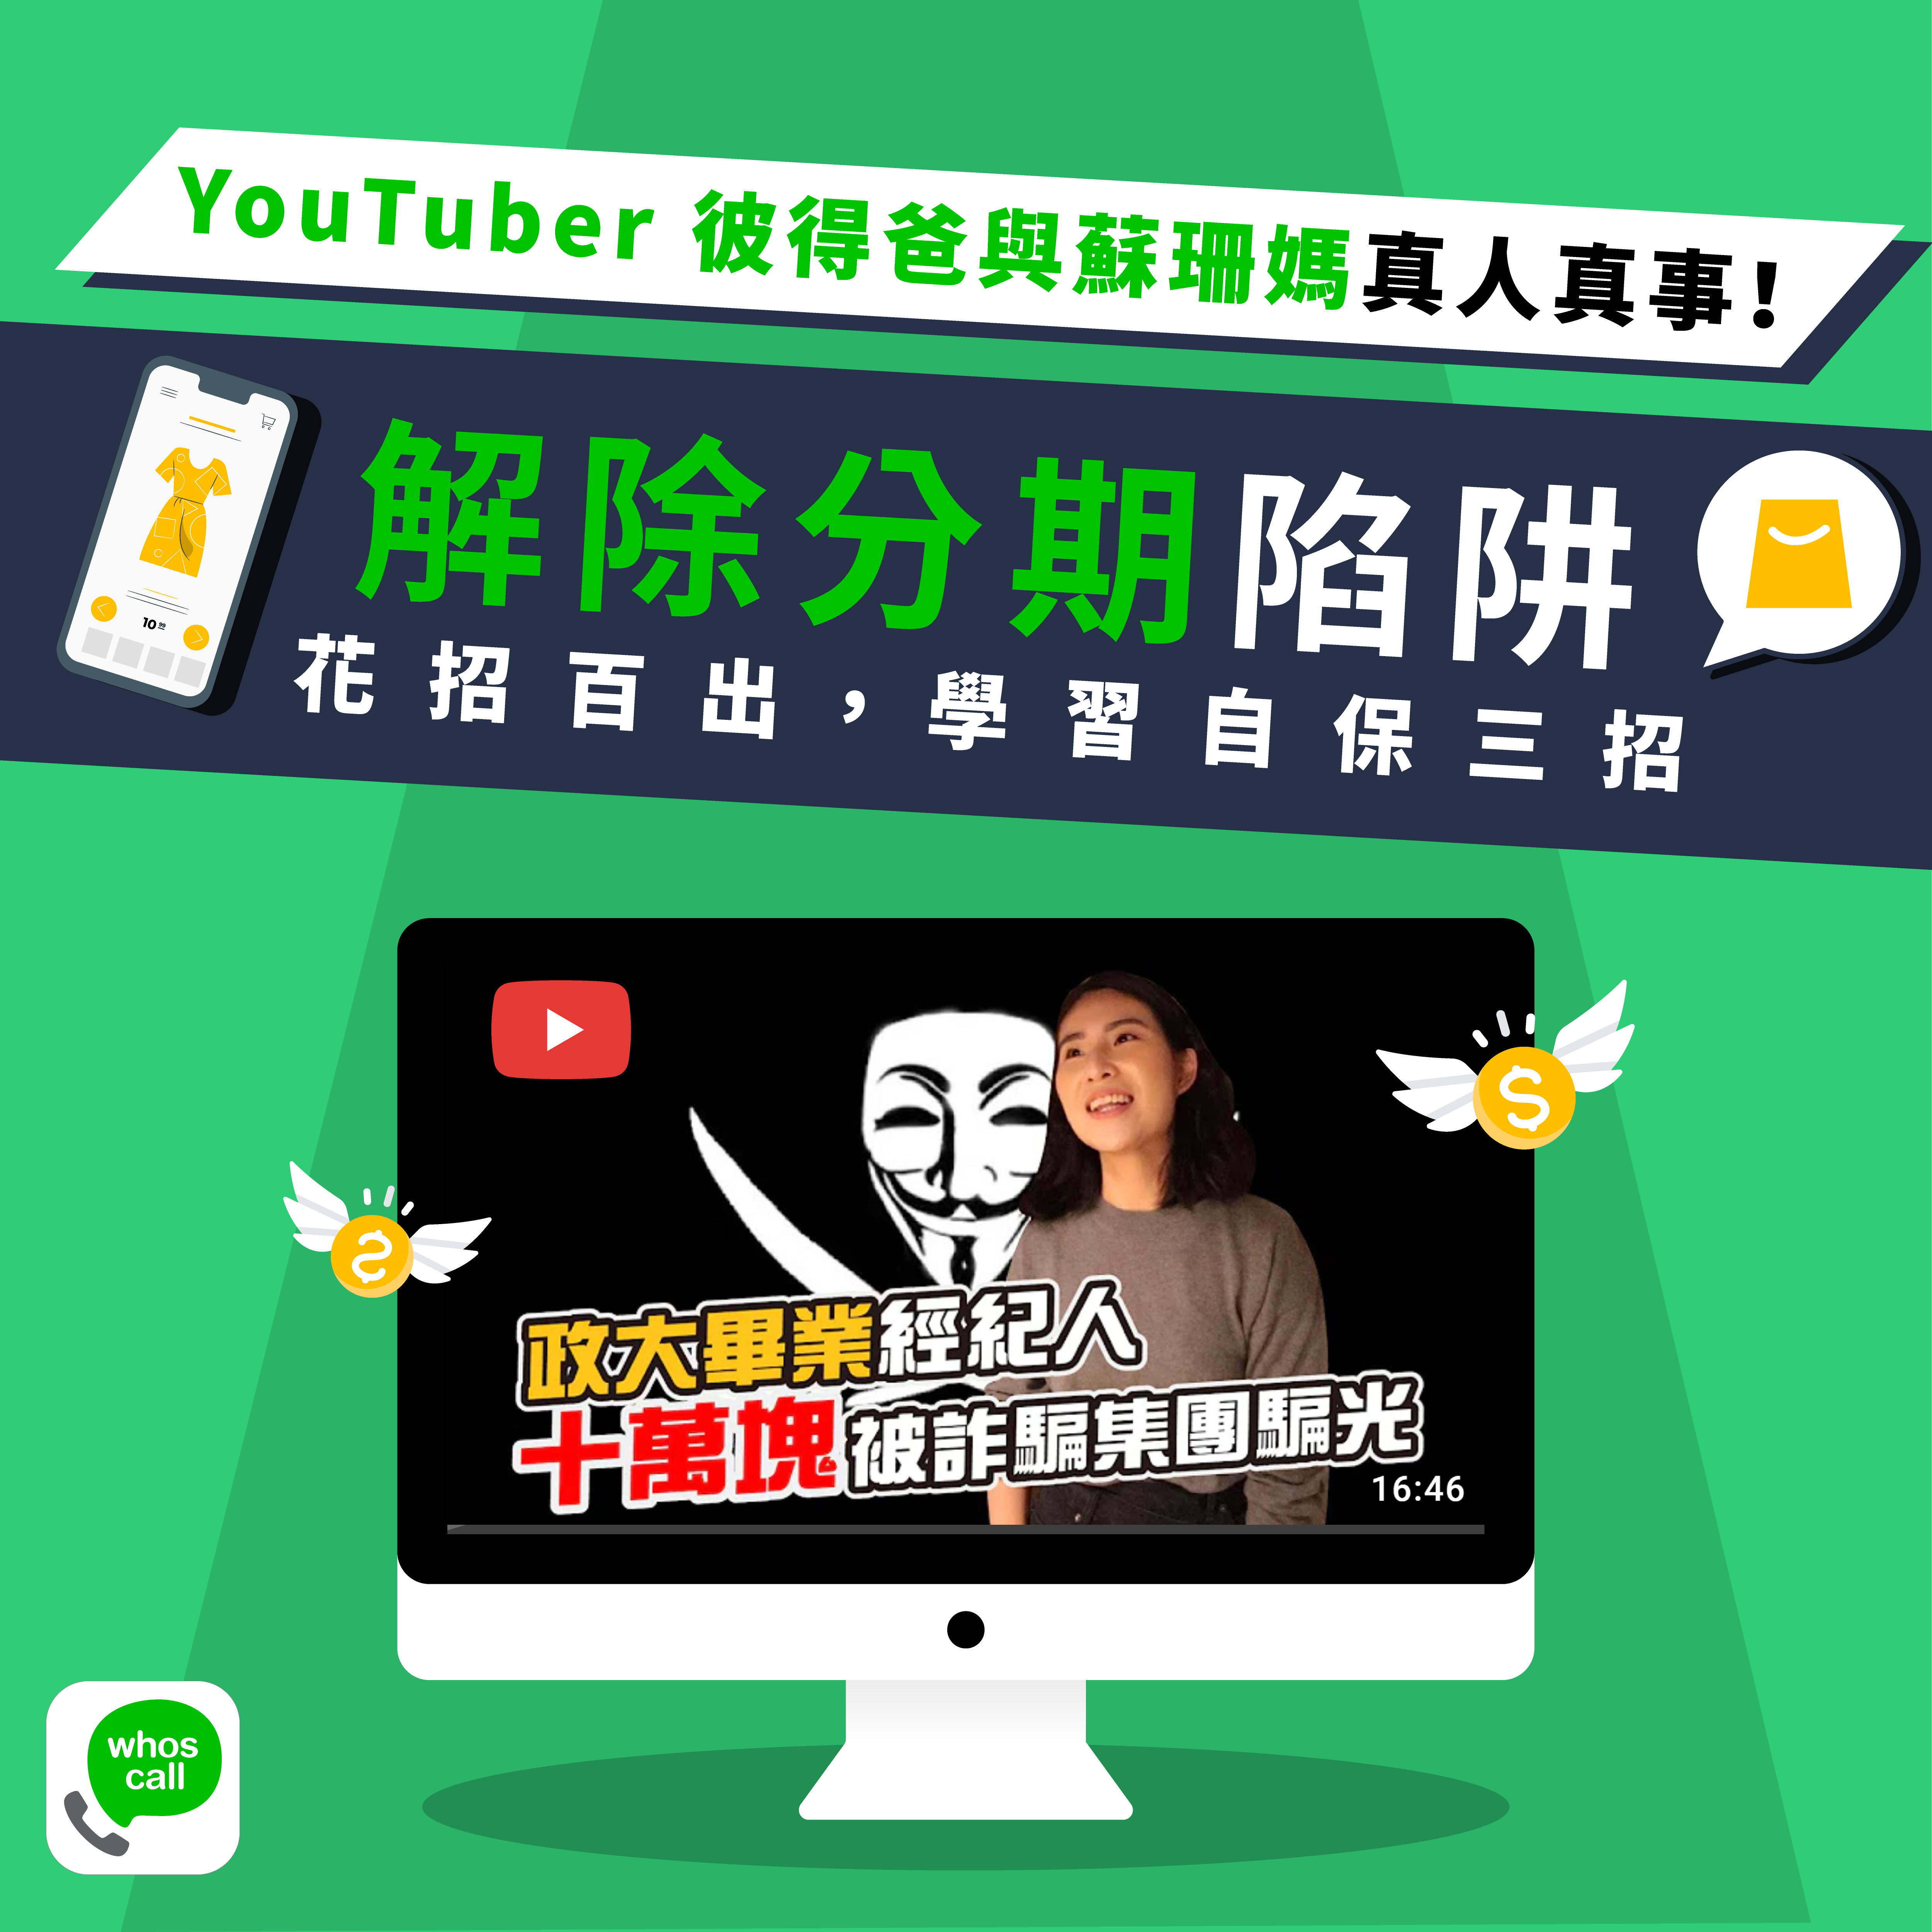 YouTuber 彼得爸與蘇珊媽真人真事!
解除分期陷阱
花招百出，學習自保三招
10 99
政大畢業經紀人
十萬塊被詐騙集團騙光
16:46
whos
call